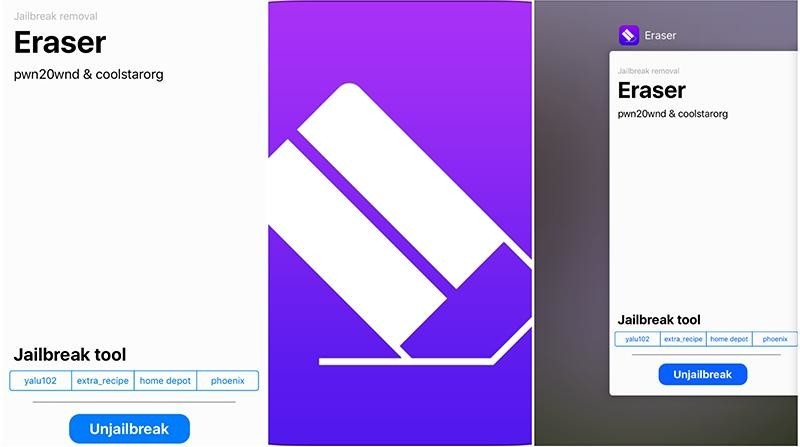 Jailbreak removal
Eraser
pwn20wnd & coolstarorg
Jailbreak tool
yalu102 extra_recipe home depot phoenix
Unjailbreak
Eraser
Jailbreak removal
Eraser
pwn20wnd & coolstarorg
Jailbreak tool
yalu102 extra_recipe home depot phoenix
Unjailbreak